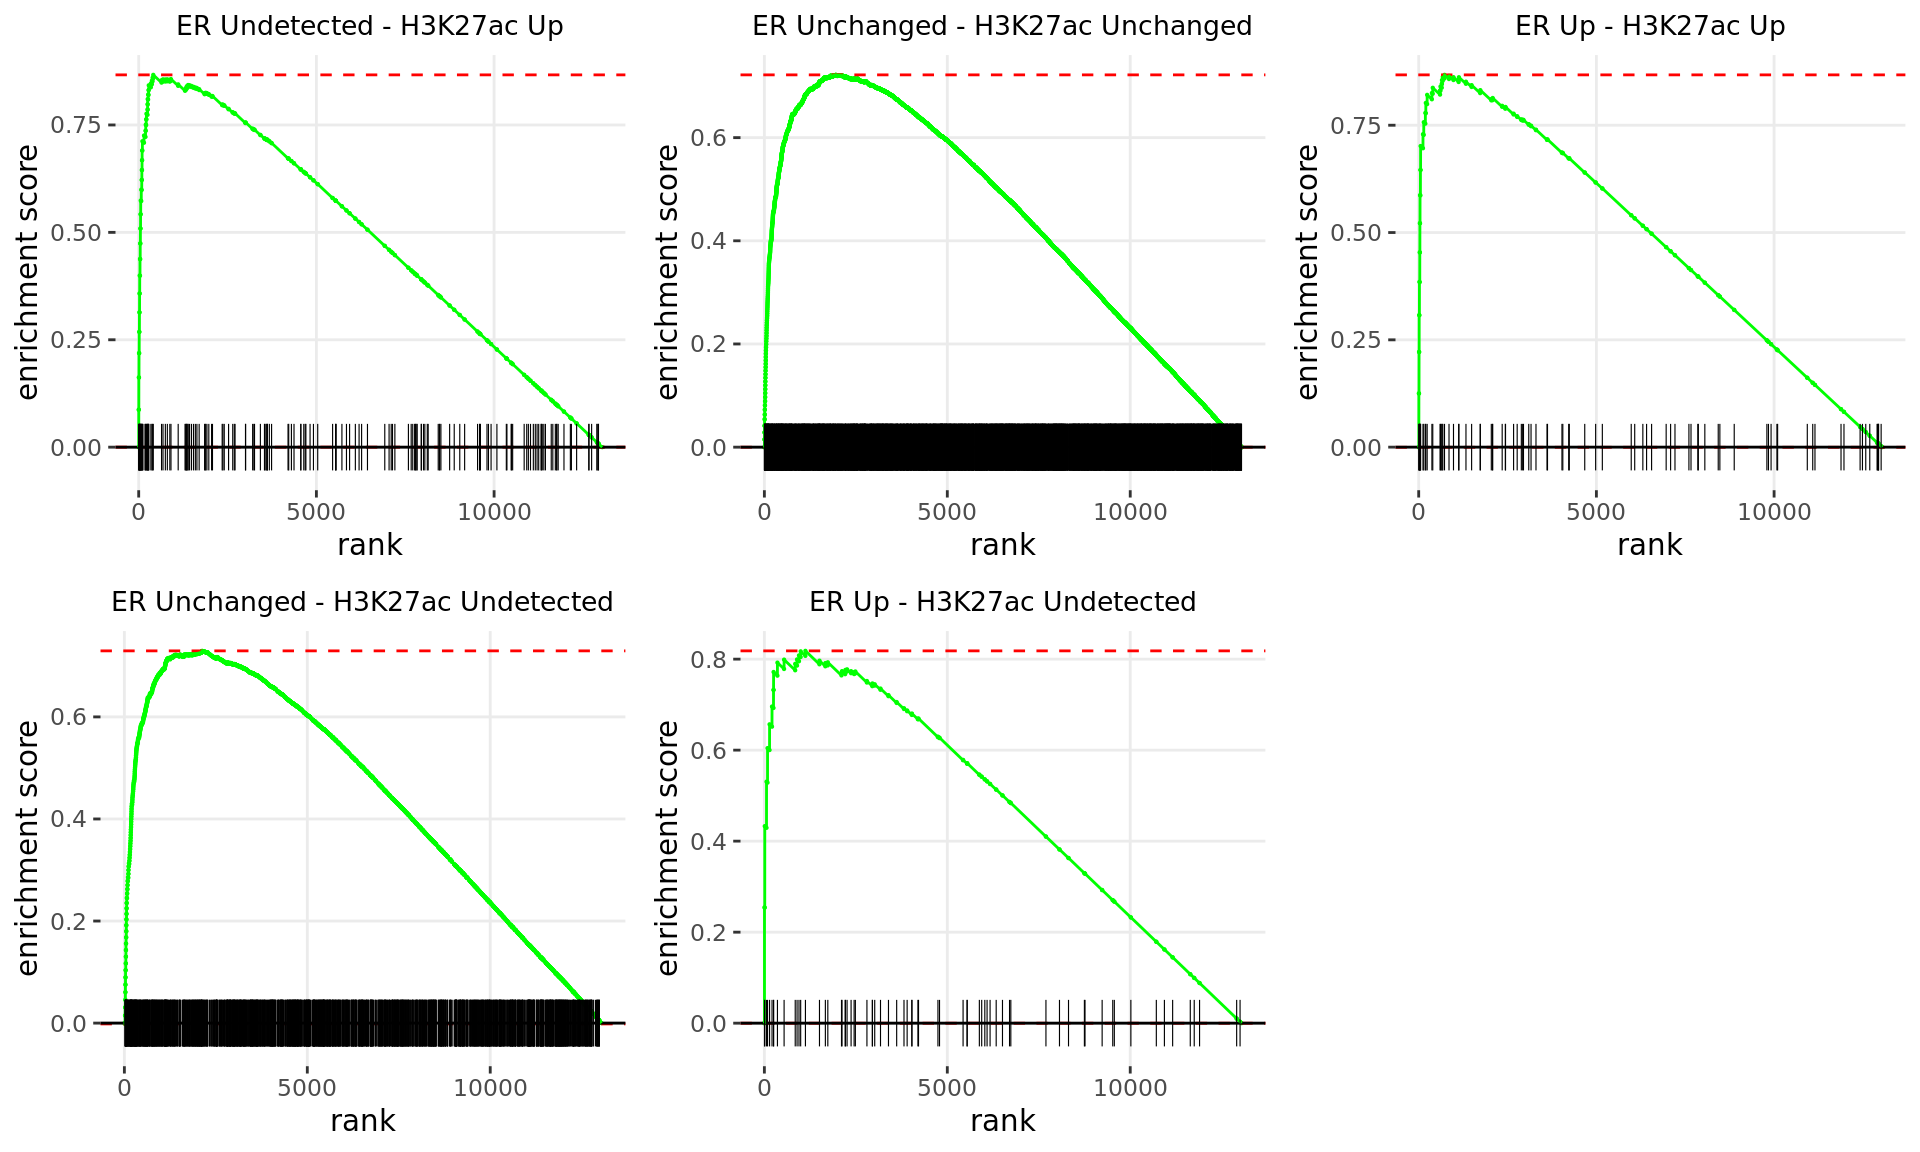 ER Undetected - H3K27ac Up
enrichment score
0.75
0.50
0.25
0.00
0
5000
10000
rank
ER Unchanged - H3K27ac Unchanged
enrichment score
0.6
0.4
0.2
0.0
0
5000
10000
rank
ER Up - H3K27ac Up
enrichment score
0.75
0.50
0.25
0.00
0
5000
10000
rank
ER Unchanged - H3K27ac Undetected
enrichment score
0.6
0.4
0.2
0.0
0
5000
10000
rank
ER Up - H3K27ac Undetected
enrichment score
0.8
0.6
0.4
0.2
0.0
0
5000
10000
rank